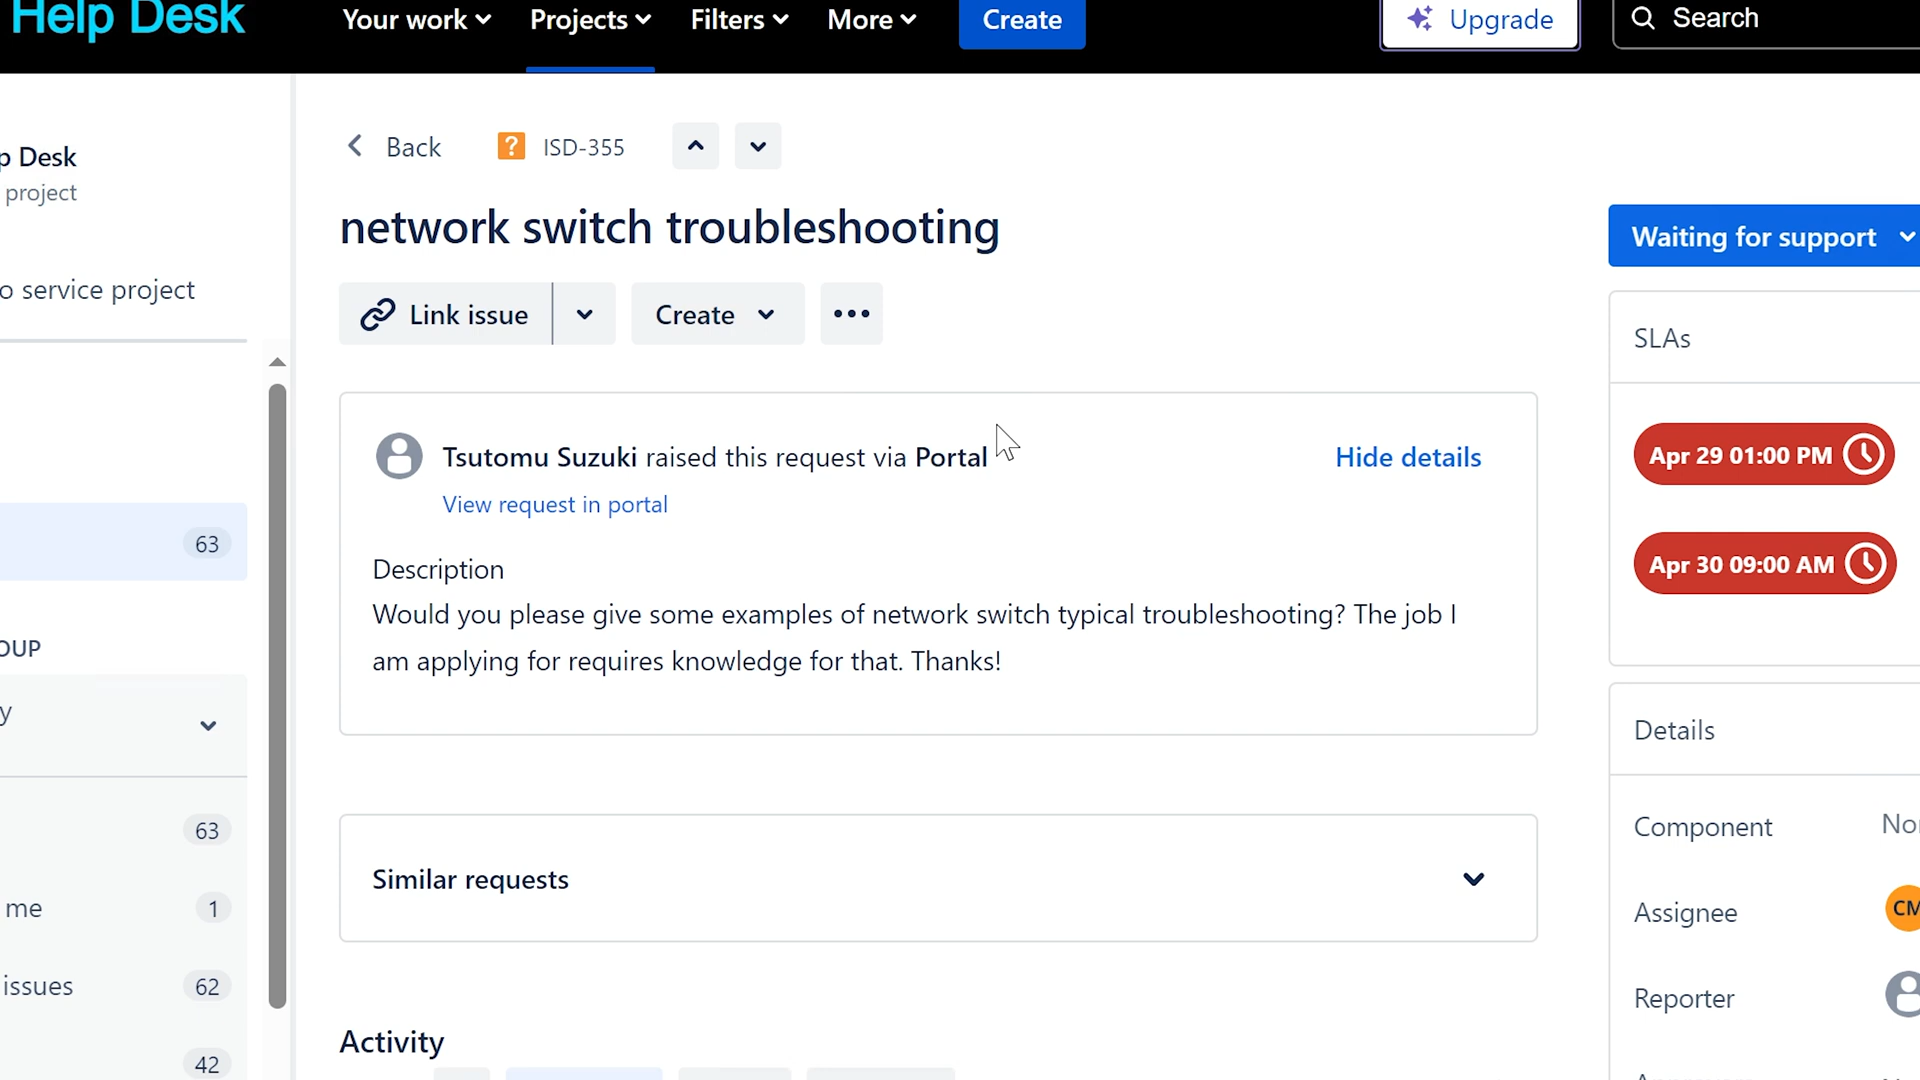 Help Desk
Your work
Projects
Filters
More
Create
Upgrade
Search
p Desk
project
o service project
63
OUP
y
63
me
1
issues
62
42
Back
ISD-355
network switch troubleshooting
Link issue
Create
Tsutomu Suzuki raised this request via Portal
Hide details
View request in portal
Description
Would you please give some examples of network switch typical troubleshooting? The job I
am applying for requires knowledge for that. Thanks!
Similar requests
Activity
Waiting for support
SLAs
Apr 29 01:00 PM
Apr 30 09:00 AM
Details
Component
Assignee
CM
Reporter